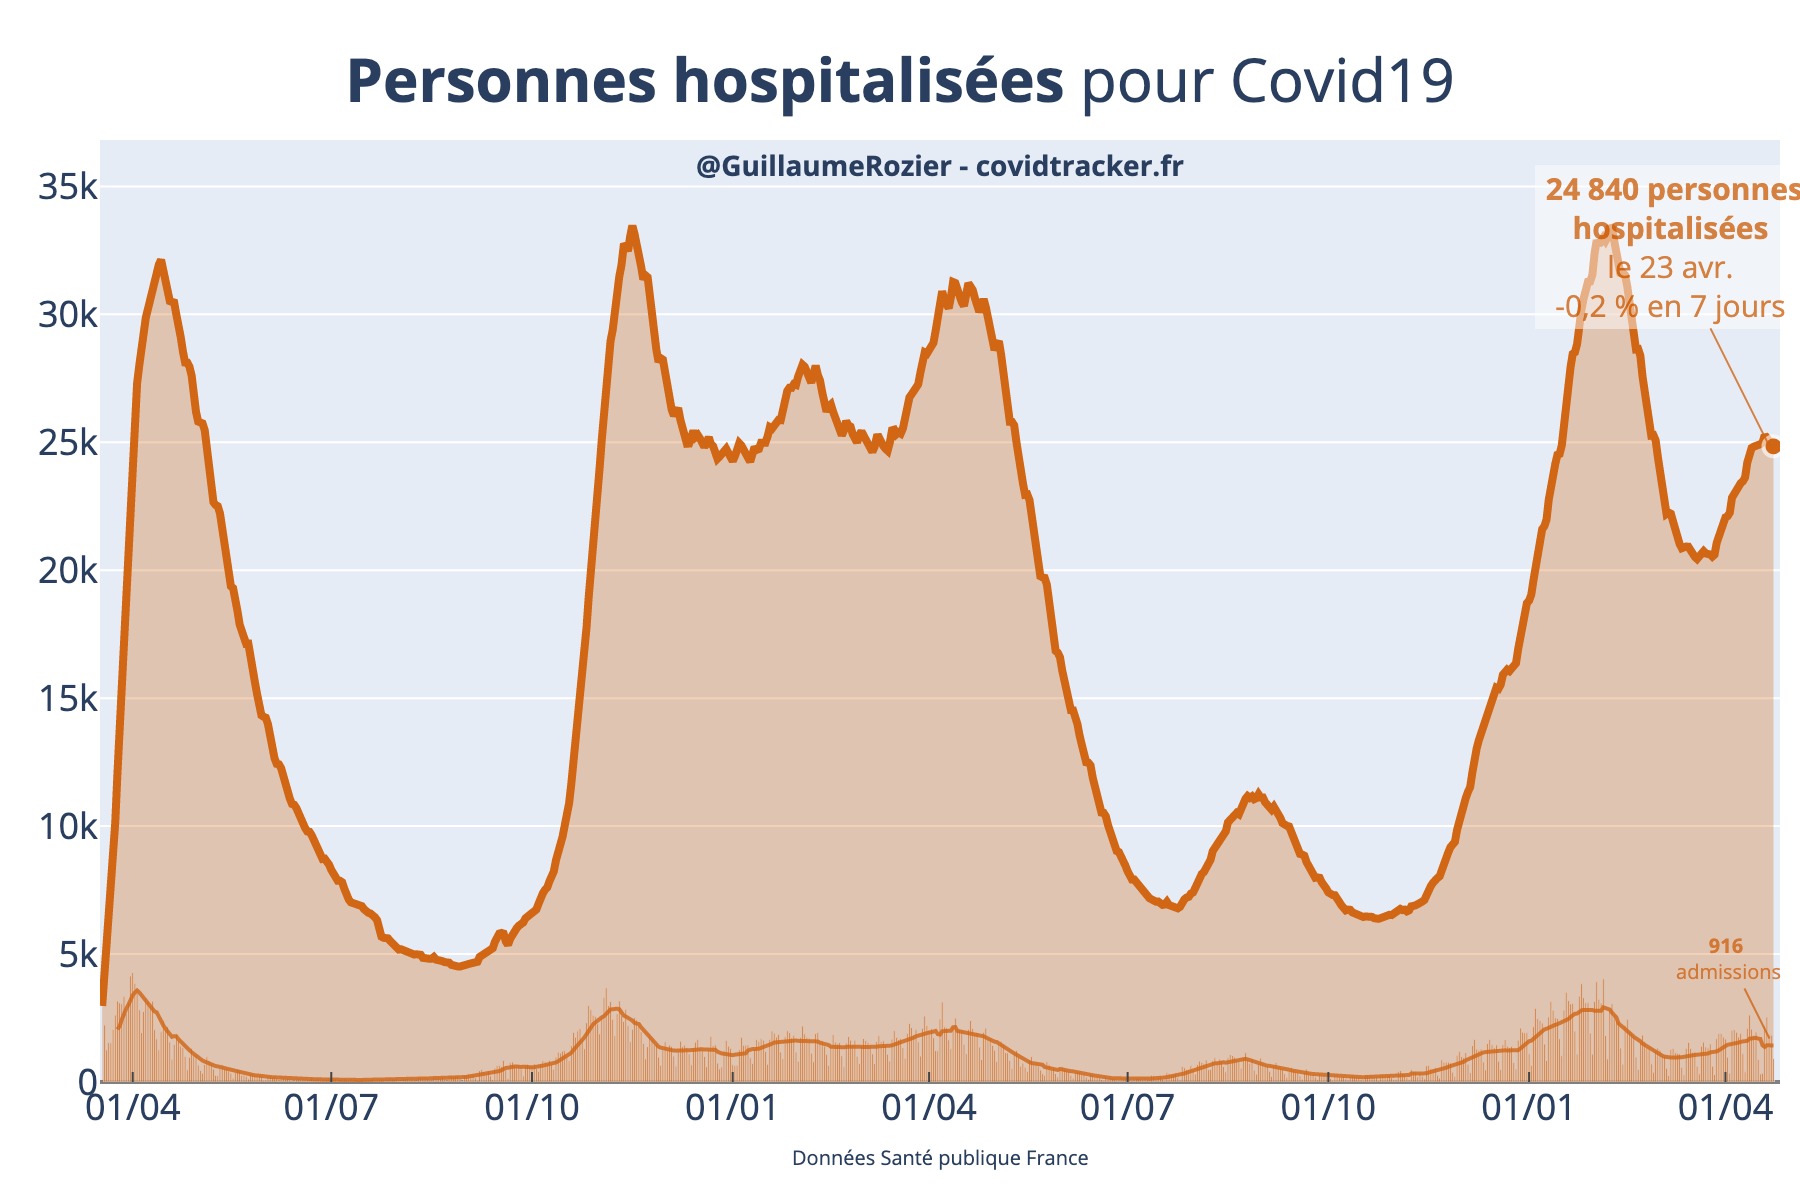 Personnes hospitalisées pour Covid19
@GuillaumeRozier - covidtracker.fr
35k
30k
25k
20k
15k
10k
5k
0
24 840 personnes
hospitalisées
le 23 avr.
-0,2 % en 7 jours
916
admissions
01/04
01/07
01/10
01/01
01/04
01/07
01/10
01/01
01/04
Données Santé publique France